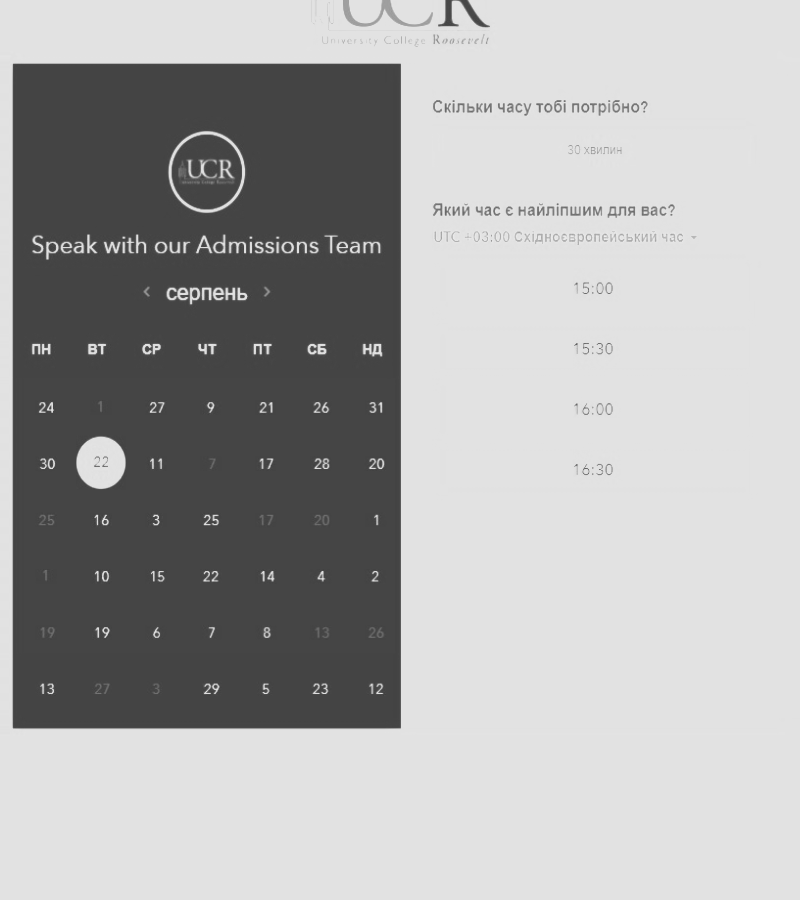 UCR
University College Roosevelt
UCR
Speak with our Admissions Team
< серпень >
ПН ВТ СР ЧТ ПТ СБ НД
24 1 27 9 21 26 31
30 22 11 7 17 28 20
25 16 3 25 17 20 1
1 10 15 22 14 4 2
19 19 6 7 8 13 26
13 27 3 29 5 23 12
Скільки часу тобі потрібно?
30 хвилин
Який час є найліпшим для вас?
UTC +03:00 Східноєвропейський час
15:00
15:30
16:00
16:30